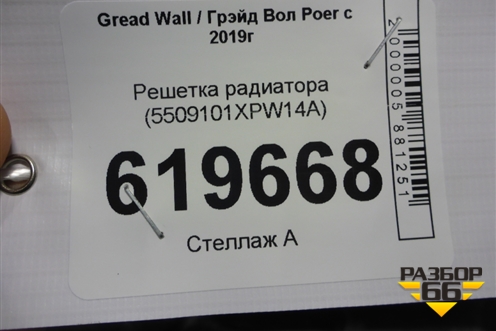 Gread Wall / Грэйд Вол Poer с
2019г
Решетка радиатора
(5509101XPW14A)
619668
Стеллаж А
2000005881251
РАЗБОР
66